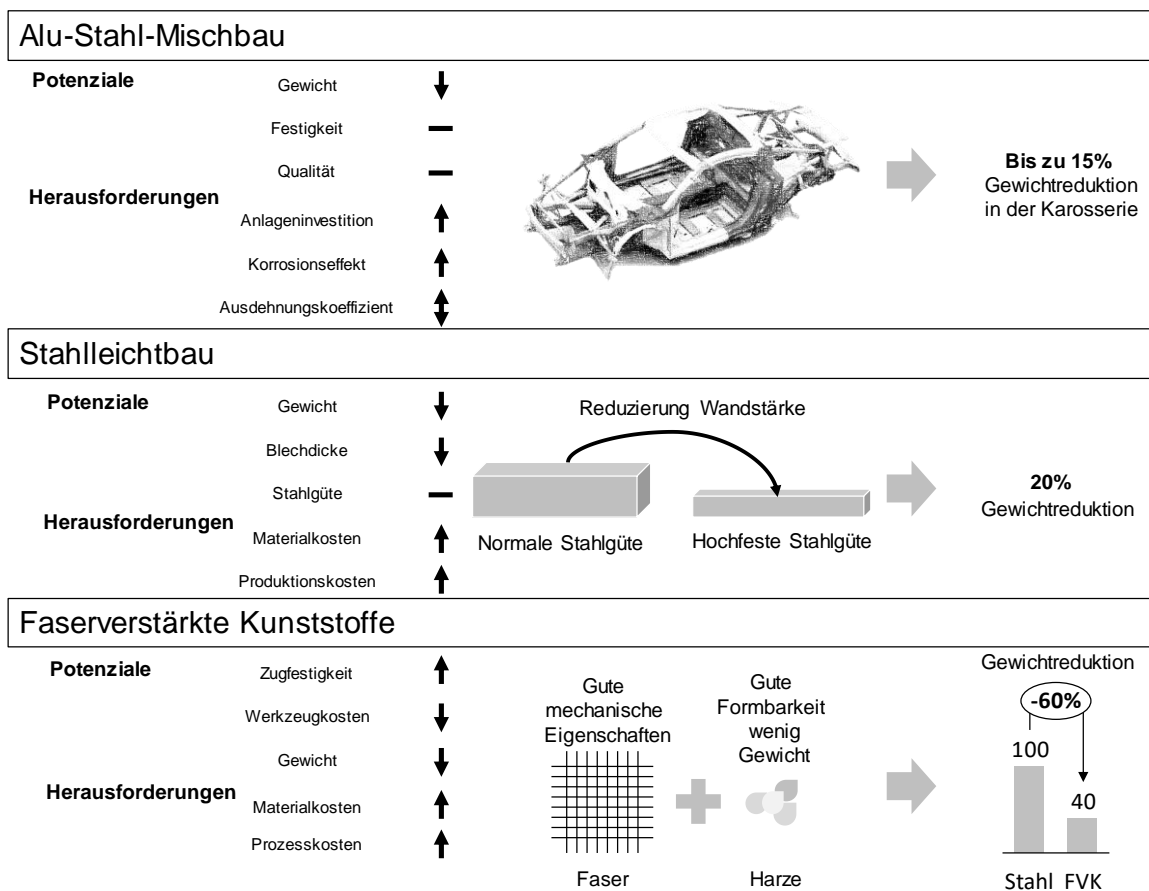 Alu-Stahl-Mischbau
Potenziale
Gewicht
Festigkeit
Qualität
Herausforderungen
Anlageninvestition
Korrosionseffekt
Ausdehnungskoeffizient
Bis zu 15%
Gewichtreduktion
in der Karosserie
Stahlleichtbau
Potenziale
Gewicht
Blechdicke
Stahlgüte
Herausforderungen
Materialkosten
Produktionskosten
Reduzierung Wandstärke
Normale Stahlgüte
Hochfeste Stahlgüte
20%
Gewichtreduktion
Faserverstärkte Kunststoffe
Potenziale
Zugfestigkeit
Werkzeugkosten
Gewicht
Herausforderungen
Materialkosten
Prozesskosten
Gute
mechanische
Eigenschaften
Faser
Gute
Formbarkeit
wenig
Gewicht
Harze
Gewichtreduktion
-60%
100
40
Stahl FVK